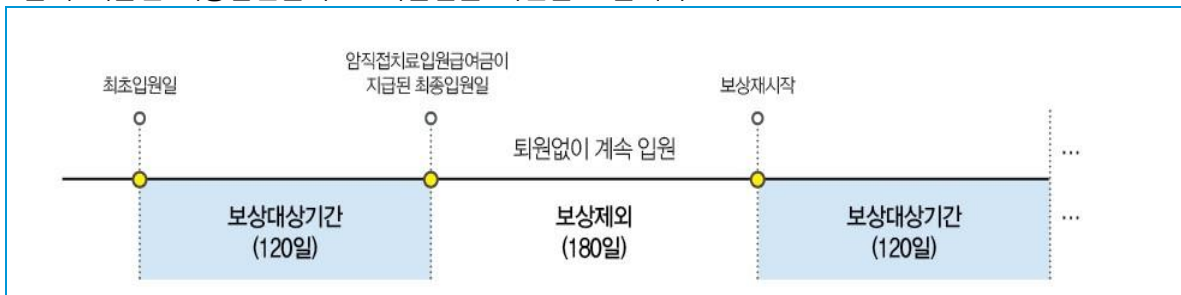 암직접치료입원급여금이
최초입원일 지급된 최종입원일 보상재시작
퇴원없이 계속 입원 ...
보상대상기간 보상제외 보상대상기간 ...
(120일) (180일) (120일)